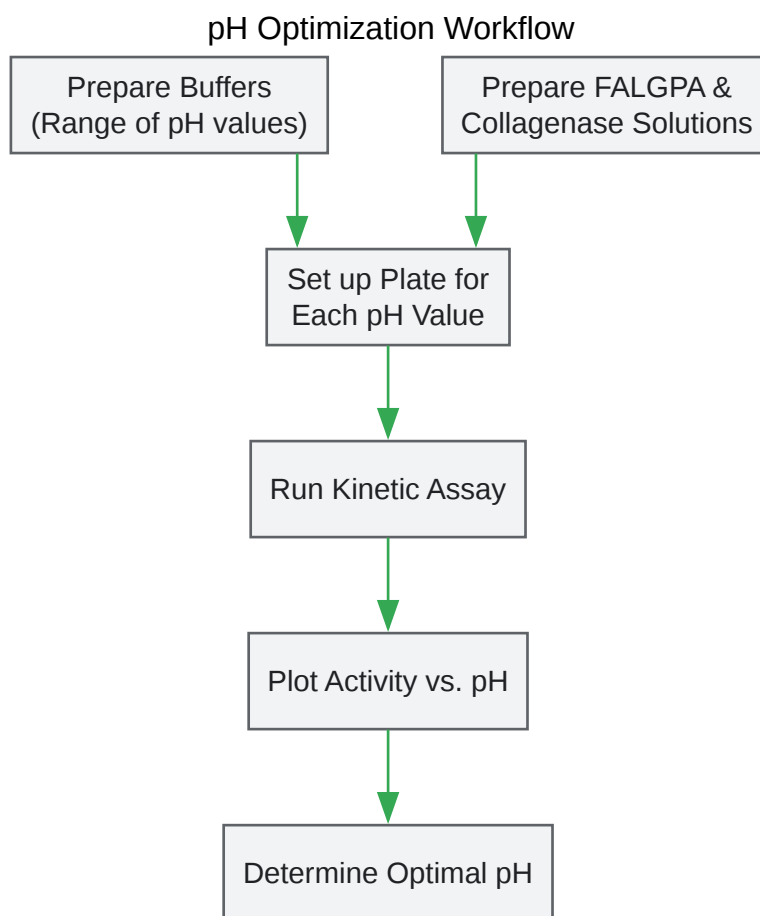 pH Optimization Workflow
Prepare Buffers
(Range of pH values)
Prepare FALGPA &
Collagenase Solutions
Set up Plate for
Each pH Value
Run Kinetic Assay
Plot Activity vs. pH
Determine Optimal pH